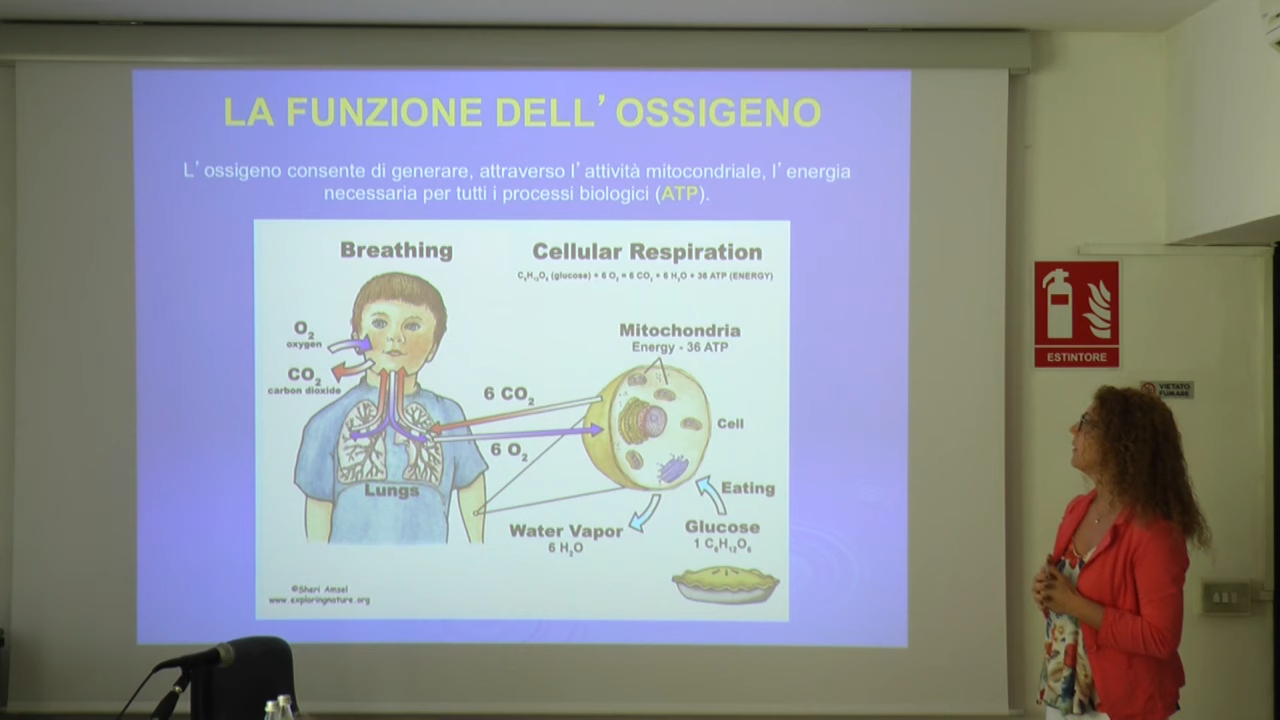 LA FUNZIONE DELL' OSSIGENO
L' ossigeno consente di generare, attraverso l' attività mitocondriale, l' energia
necessaria per tutti i processi biologici (ATP).
Breathing
Cellular Respiration
C₆H₁₂O₆ (glucose) + 6 O₂ = 6 CO₂ + 6 H₂O + 36 ATP (ENERGY)
O₂
oxygen
CO₂
carbon dioxide
Lungs
Mitochondria
Energy - 36 ATP
6 CO₂
6 O₂
Cell
Eating
Water Vapor
6 H₂O
Glucose
1 C₆H₁₂O₆
©Sheri Amsel
www.exploringnature.org
ESTINTORE
VIETATO
FUMARE